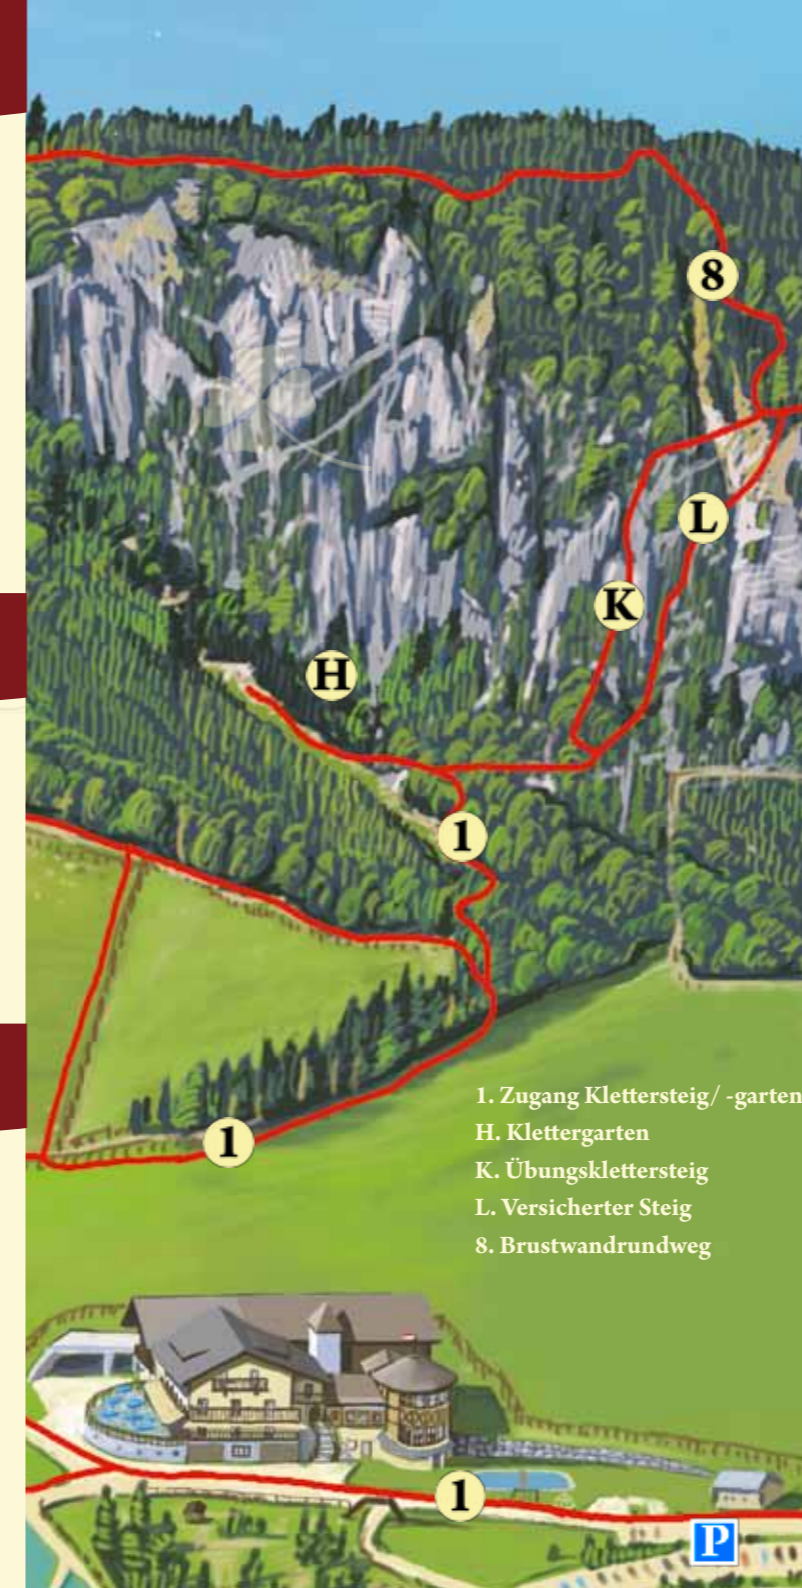 8
L
K
H
1
1. Zugang Klettersteig/ -garten
H. Klettergarten
K. Übungsklettersteig
L. Versicherter Steig
8. Brustwandrundweg
1
1
P